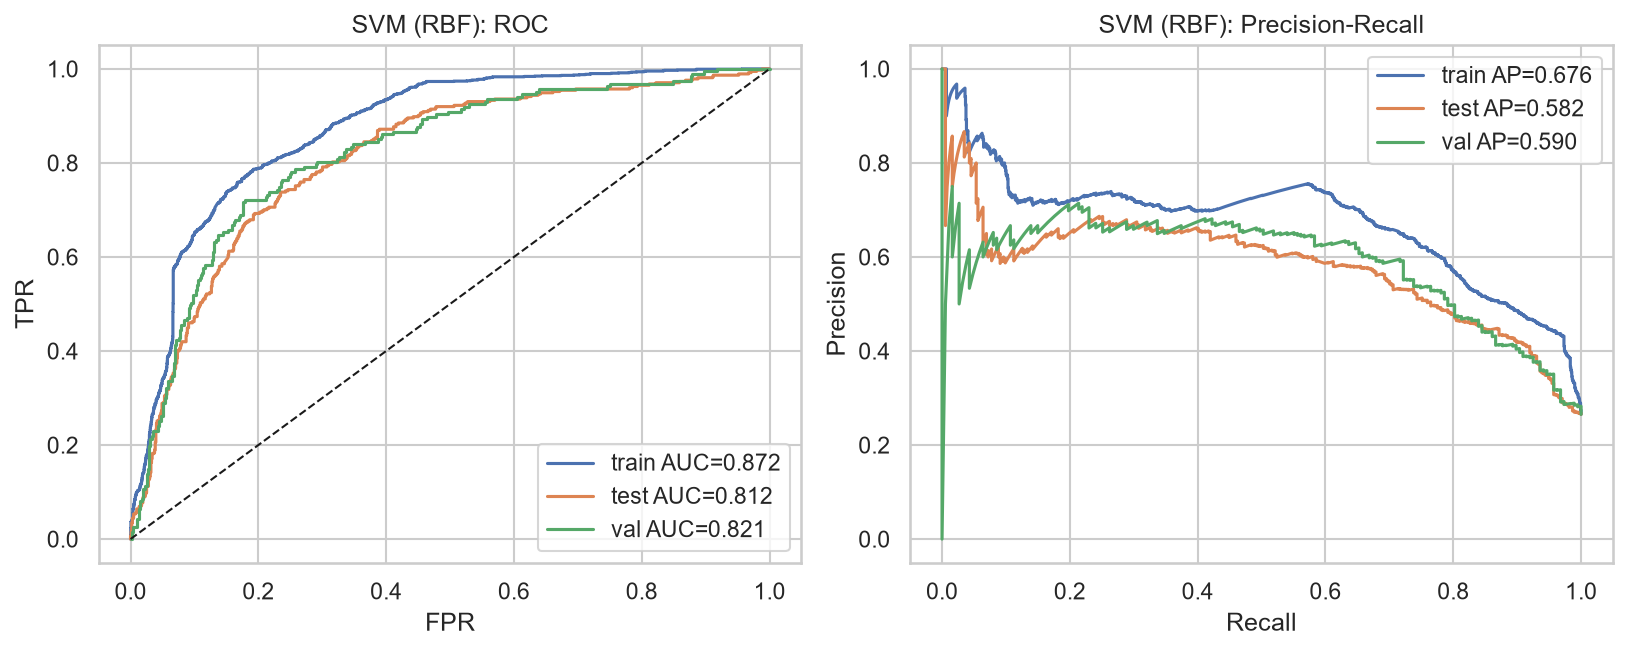 SVM (RBF): ROC
TPR
1.0
0.8
0.6
0.4
0.2
0.0
train AUC=0.872
test AUC=0.812
val AUC=0.821
0.0 0.2 0.4 0.6 0.8 1.0
FPR
SVM (RBF): Precision-Recall
Precision
1.0
0.8
0.6
0.4
0.2
0.0
train AP=0.676
test AP=0.582
val AP=0.590
0.0 0.2 0.4 0.6 0.8 1.0
Recall